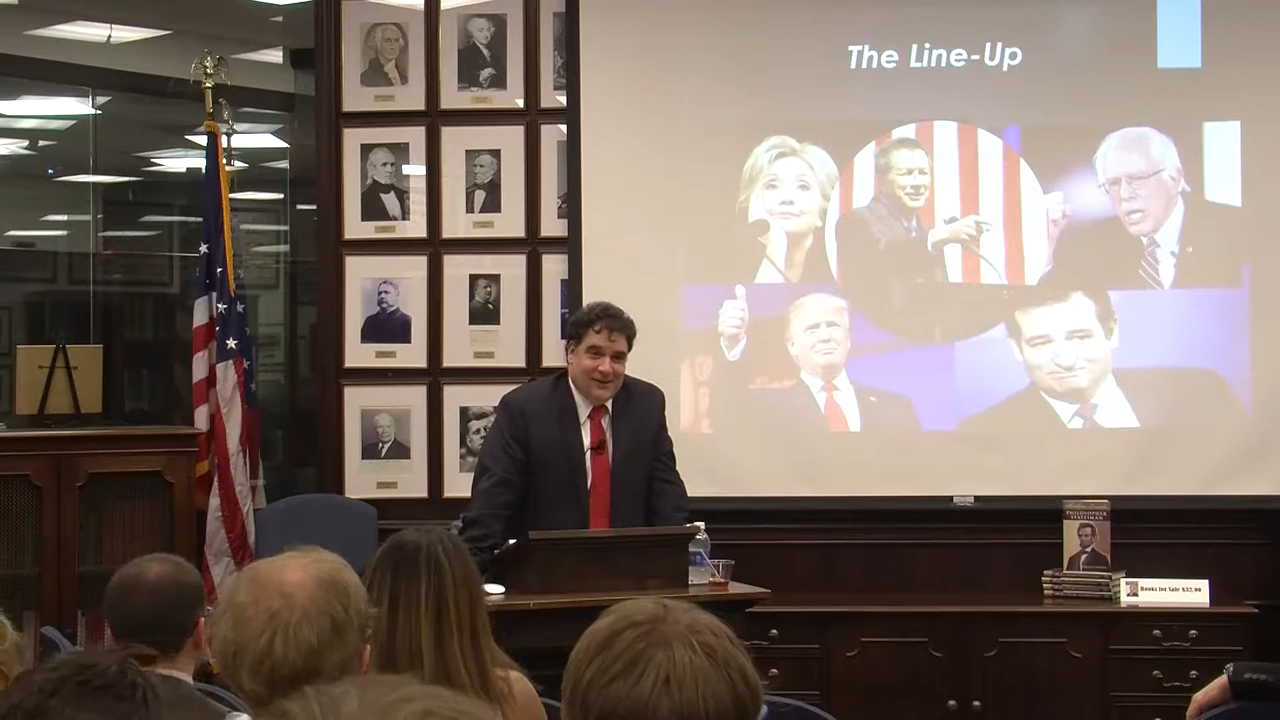 The Line-Up
PHILOSOPHER
STATESMAN
Books for Sale $32.00